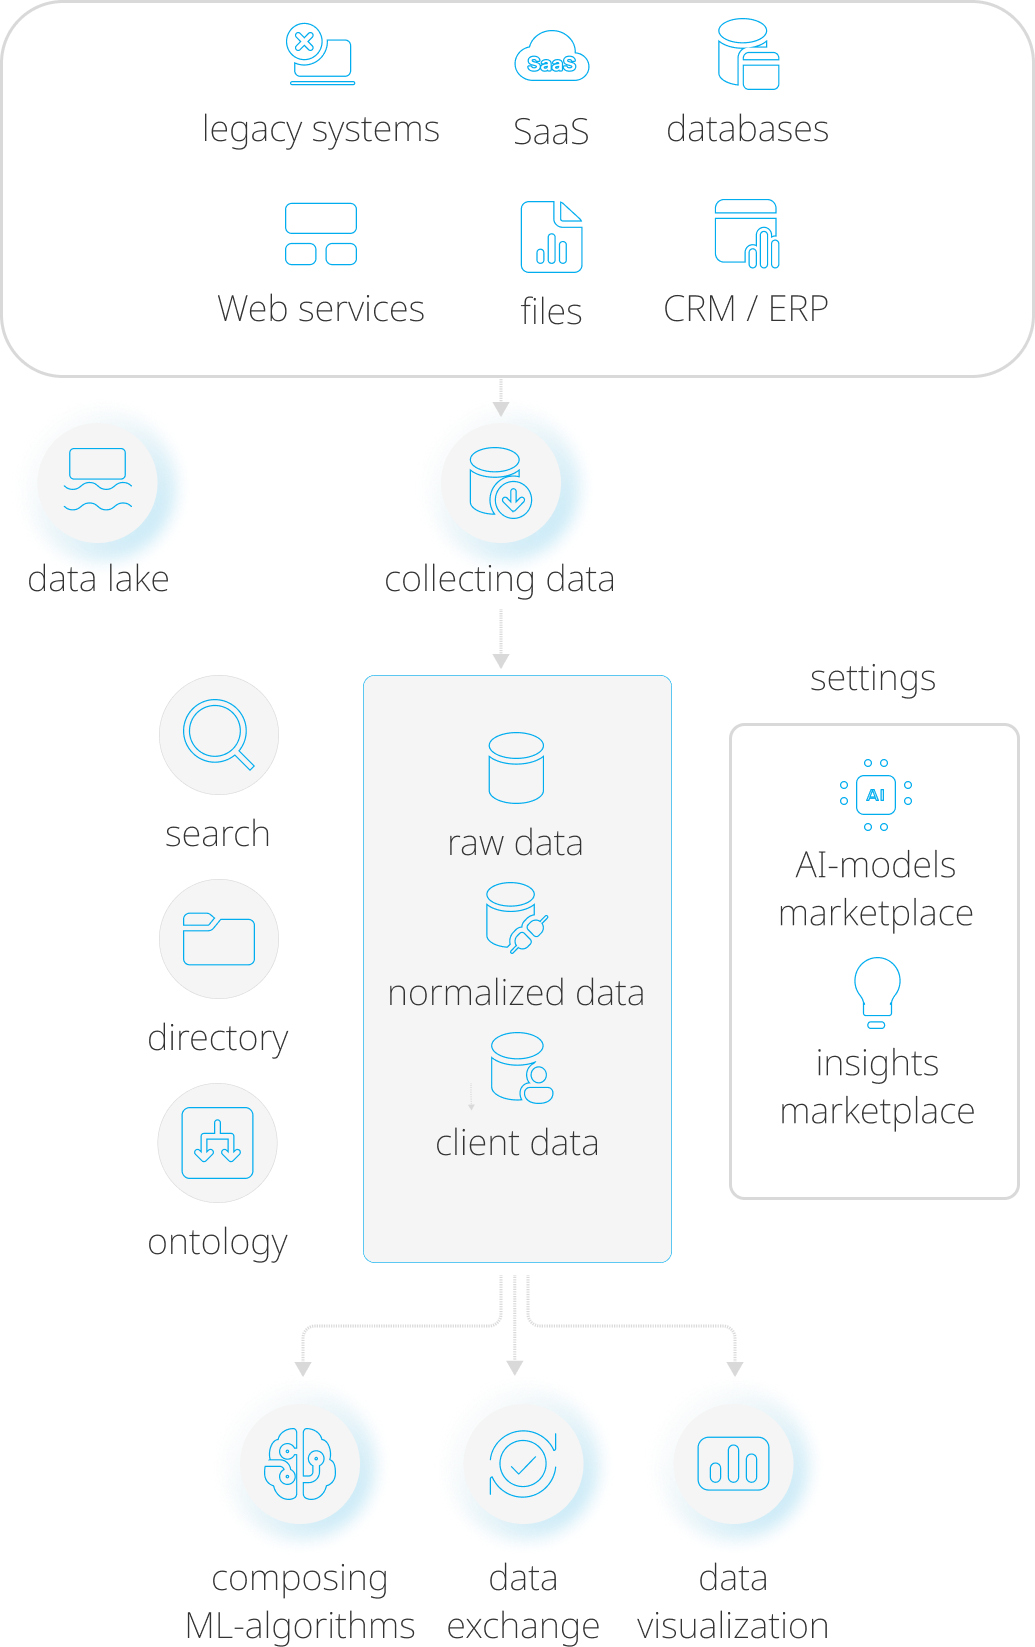 SaaS
legacy systems
SaaS
databases
Web services
files
CRM / ERP
data lake
collecting data
settings
search
directory
ontology
raw data
normalized data
client data
AI
AI-models
marketplace
insights
marketplace
composing
ML-algorithms
data
exchange
data
visualization